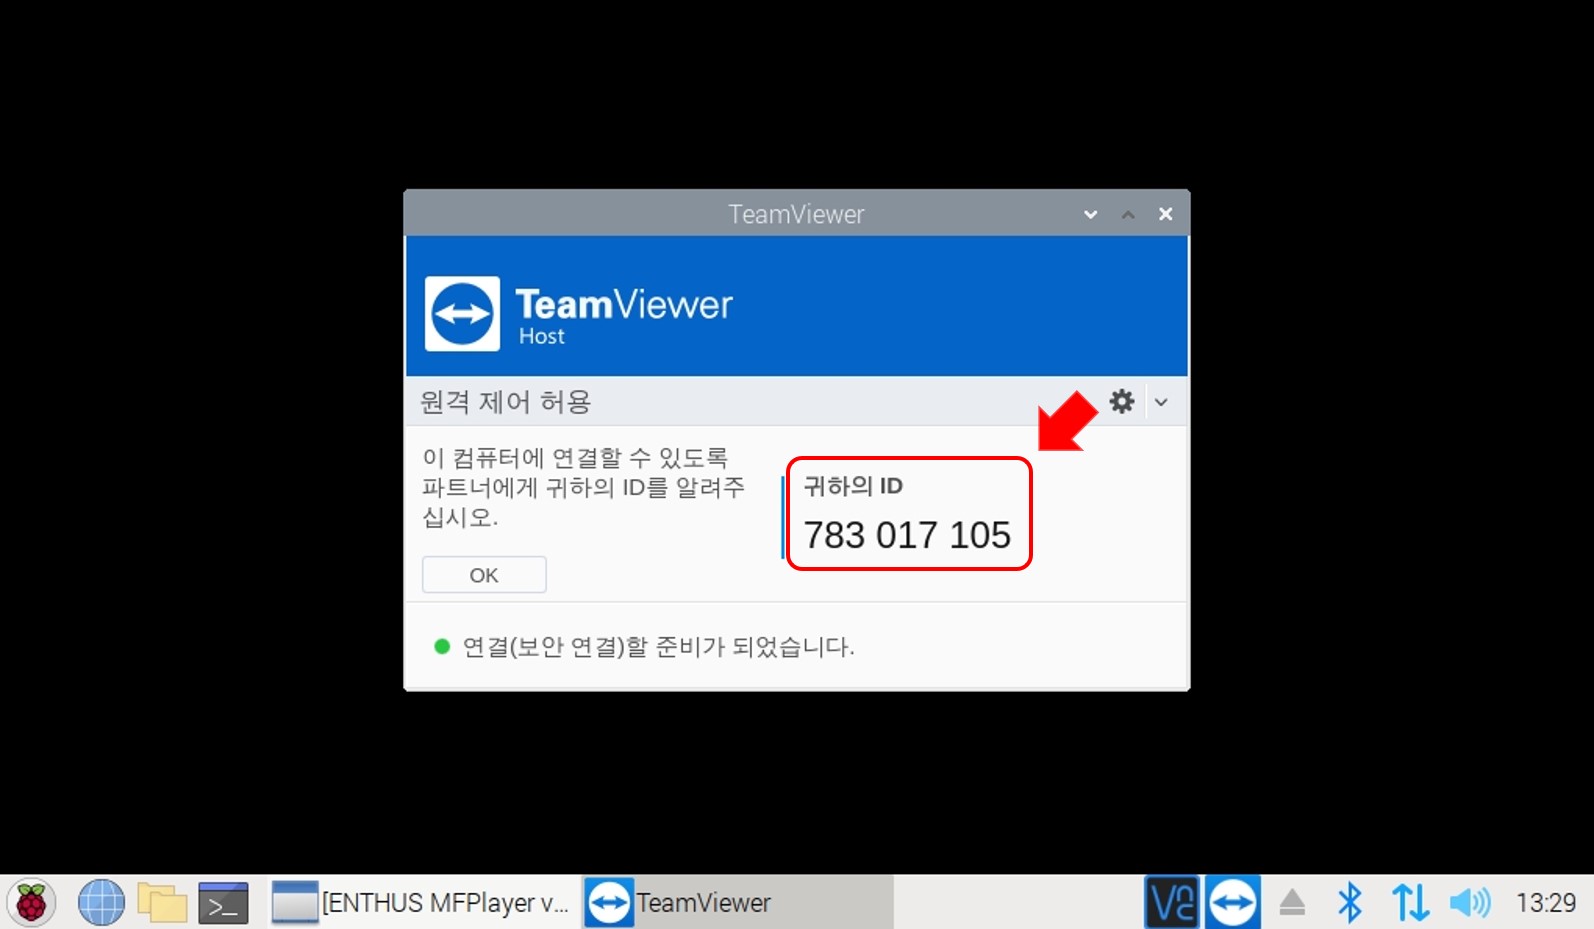 TeamViewer
TeamViewer
Host
원격 제어 허용
이 컴퓨터에 연결할 수 있도록
파트너에게 귀하의 ID를 알려주
십시오.
귀하의 ID
783 017 105
OK
연결(보안 연결)할 준비가 되었습니다.
>_
[ENTHUS MFPlayer v...
TeamViewer
VNC
13:29